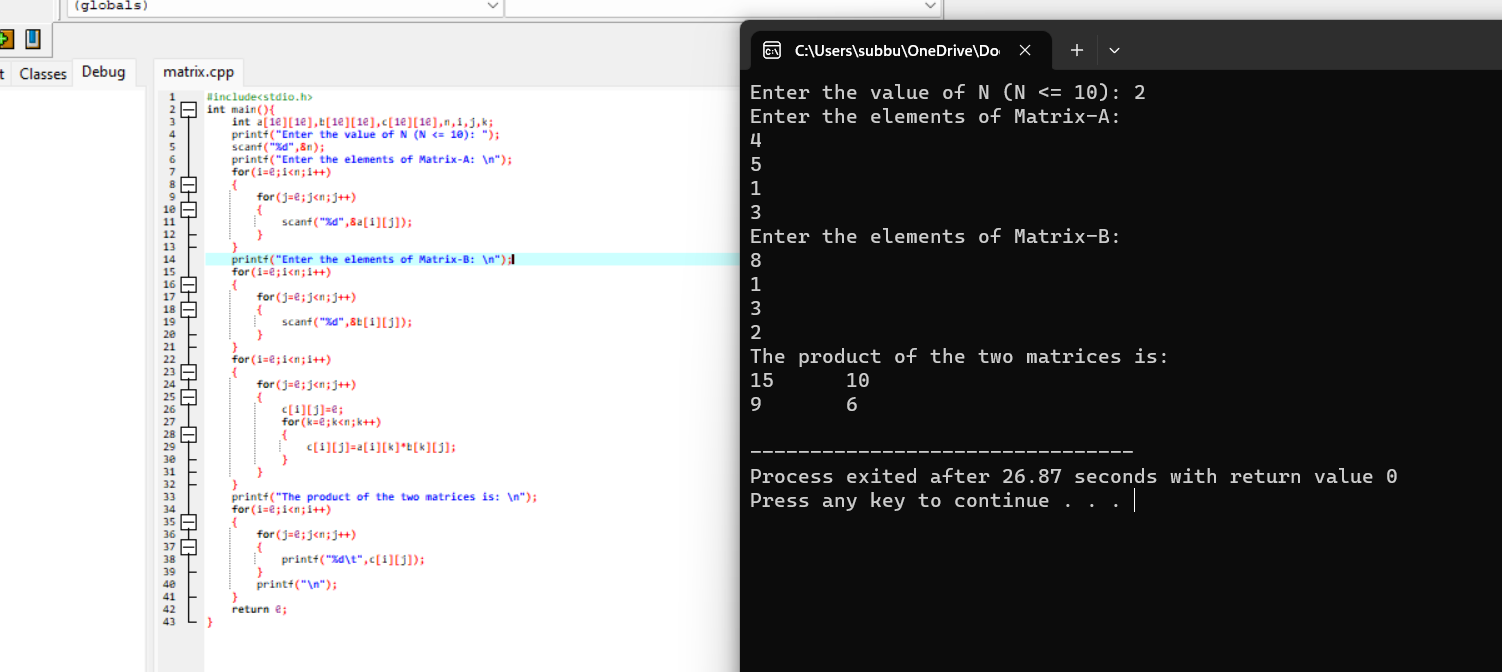 (globals)
t Classes Debug
matrix.cpp
1 #include<stdio.h>
2 int main(){
3 int a[10][10],b[10][10],c[10][10],n,i,j,k;
4 printf("Enter the value of N (N <= 10): ");
5 scanf("%d",&n);
6 printf("Enter the elements of Matrix-A: \n");
7 for(i=0;i<n;i++)
8 {
9 for(j=0;j<n;j++)
10 {
11 scanf("%d",&a[i][j]);
12 }
13 }
14 printf("Enter the elements of Matrix-B: \n");
15 for(i=0;i<n;i++)
16 {
17 for(j=0;j<n;j++)
18 {
19 scanf("%d",&b[i][j]);
20 }
21 }
22 for(i=0;i<n;i++)
23 {
24 for(j=0;j<n;j++)
25 {
26 c[i][j]=0;
27 for(k=0;k<n;k++)
28 {
29 c[i][j]=a[i][k]*b[k][j];
30 }
31 }
32 }
33 printf("The product of the two matrices is: \n");
34 for(i=0;i<n;i++)
35 {
36 for(j=0;j<n;j++)
37 {
38 printf("%d\t",c[i][j]);
39 }
40 printf("\n");
41 }
42 return 0;
43 }
C:\Users\subbu\OneDrive\Do
Enter the value of N (N <= 10): 2
Enter the elements of Matrix-A:
4
5
1
3
Enter the elements of Matrix-B:
8
1
3
2
The product of the two matrices is:
15 10
9 6
--------------------------------
Process exited after 26.87 seconds with return value 0
Press any key to continue . . .